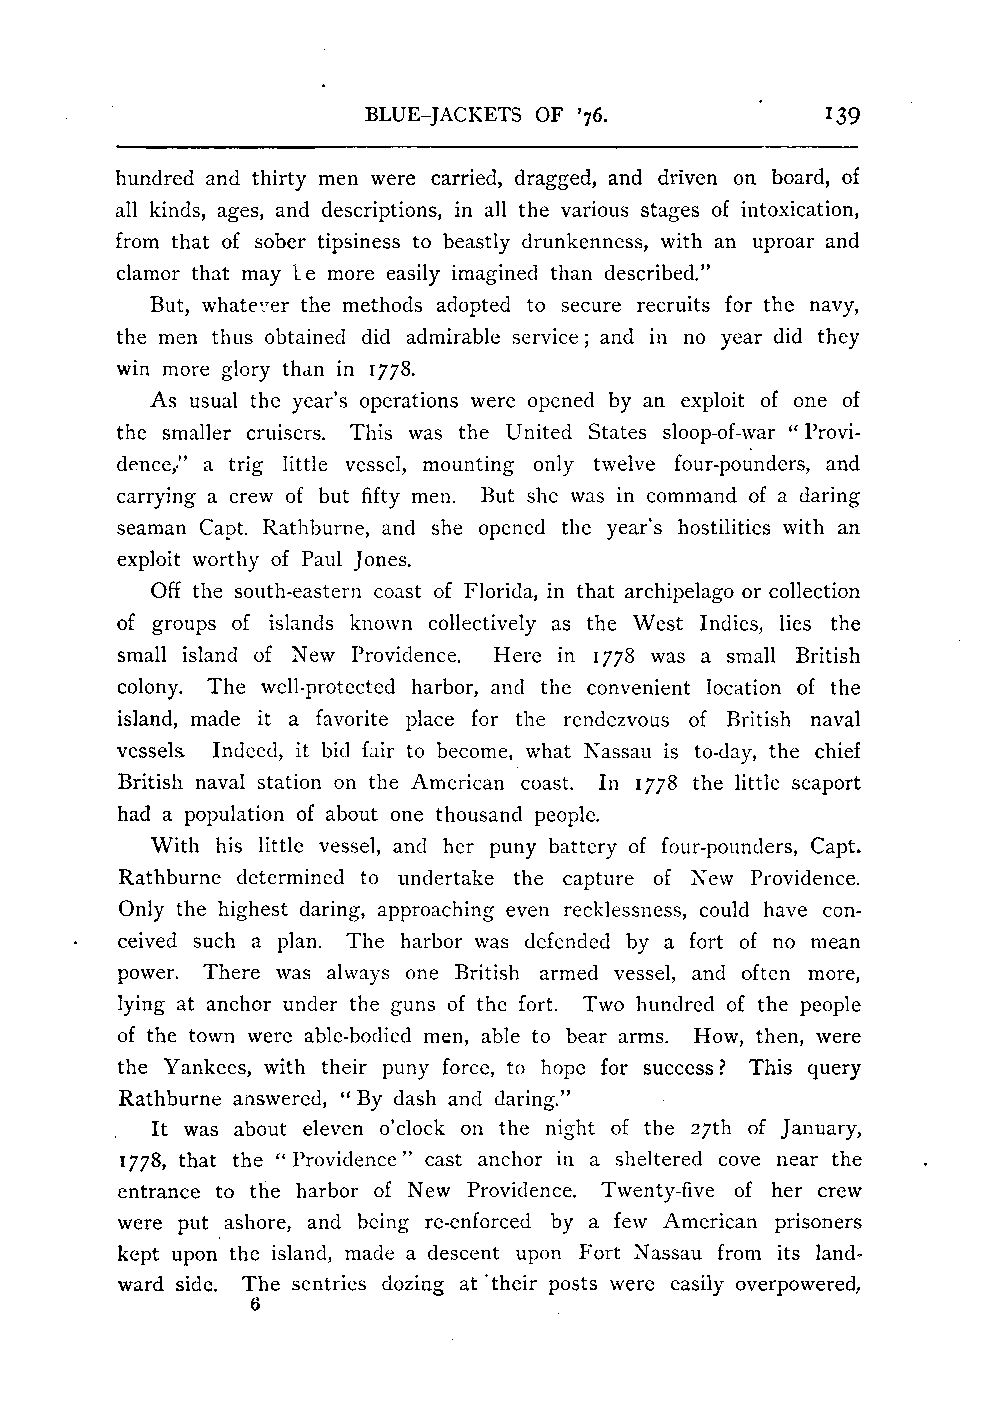 BLUE-JACKETS OF '76. 139
hundred and thirty men were carried, dragged, and driven on board, of
all kinds, ages, and descriptions, in all the various stages of intoxication,
from that of sober tipsiness to beastly drunkenness, with an uproar and
clamor that may be more easily imagined than described."
But, whatever the methods adopted to secure recruits for the navy,
the men thus obtained did admirable service; and in no year did they
win more glory than in 1778.
As usual the year's operations were opened by an exploit of one of
the smaller cruisers. This was the United States sloop-of-war "Provi-
dence," a trig little vessel, mounting only twelve four-pounders, and
carrying a crew of but fifty men. But she was in command of a daring
seaman Capt. Rathburne, and she opened the year's hostilities with an
exploit worthy of Paul Jones.
Off the south-eastern coast of Florida, in that archipelago or collection
of groups of islands known collectively as the West Indies, lies the
small island of New Providence. Here in 1778 was a small British
colony. The well-protected harbor, and the convenient location of the
island, made it a favorite place for the rendezvous of British naval
vessels. Indeed, it bid fair to become, what Nassau is to-day, the chief
British naval station on the American coast. In 1778 the little seaport
had a population of about one thousand people.
With his little vessel, and her puny battery of four-pounders, Capt.
Rathburne determined to undertake the capture of New Providence.
Only the highest daring, approaching even recklessness, could have con-
ceived such a plan. The harbor was defended by a fort of no mean
power. There was always one British armed vessel, and often more,
lying at anchor under the guns of the fort. Two hundred of the people
of the town were able-bodied men, able to bear arms. How, then, were
the Yankees, with their puny force, to hope for success? This query
Rathburne answered, "By dash and daring."
It was about eleven o'clock on the night of the 27th of January,
1778, that the "Providence" cast anchor in a sheltered cove near the
entrance to the harbor of New Providence. Twenty-five of her crew
were put ashore, and being re-enforced by a few American prisoners
kept upon the island, made a descent upon Fort Nassau from its land-
ward side. The sentries dozing at their posts were easily overpowered,
6